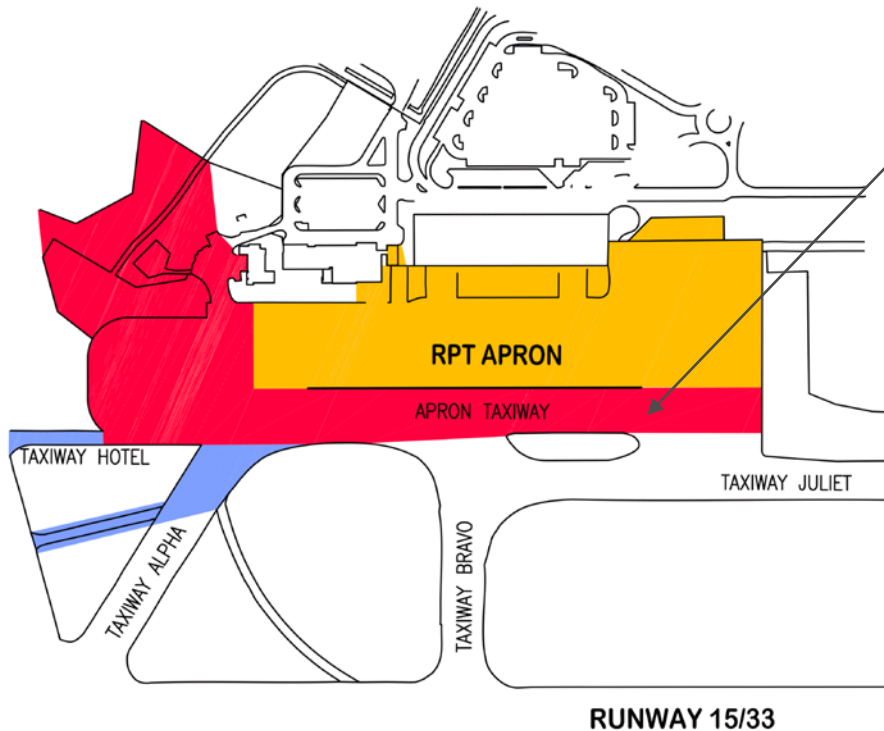 RPT APRON
APRON TAXIWAY
TAXIWAY HOTEL
TAXIWAY JULIET
TAXIWAY ALPHA
TAXIWAY BRAVO
RUNWAY 15/33